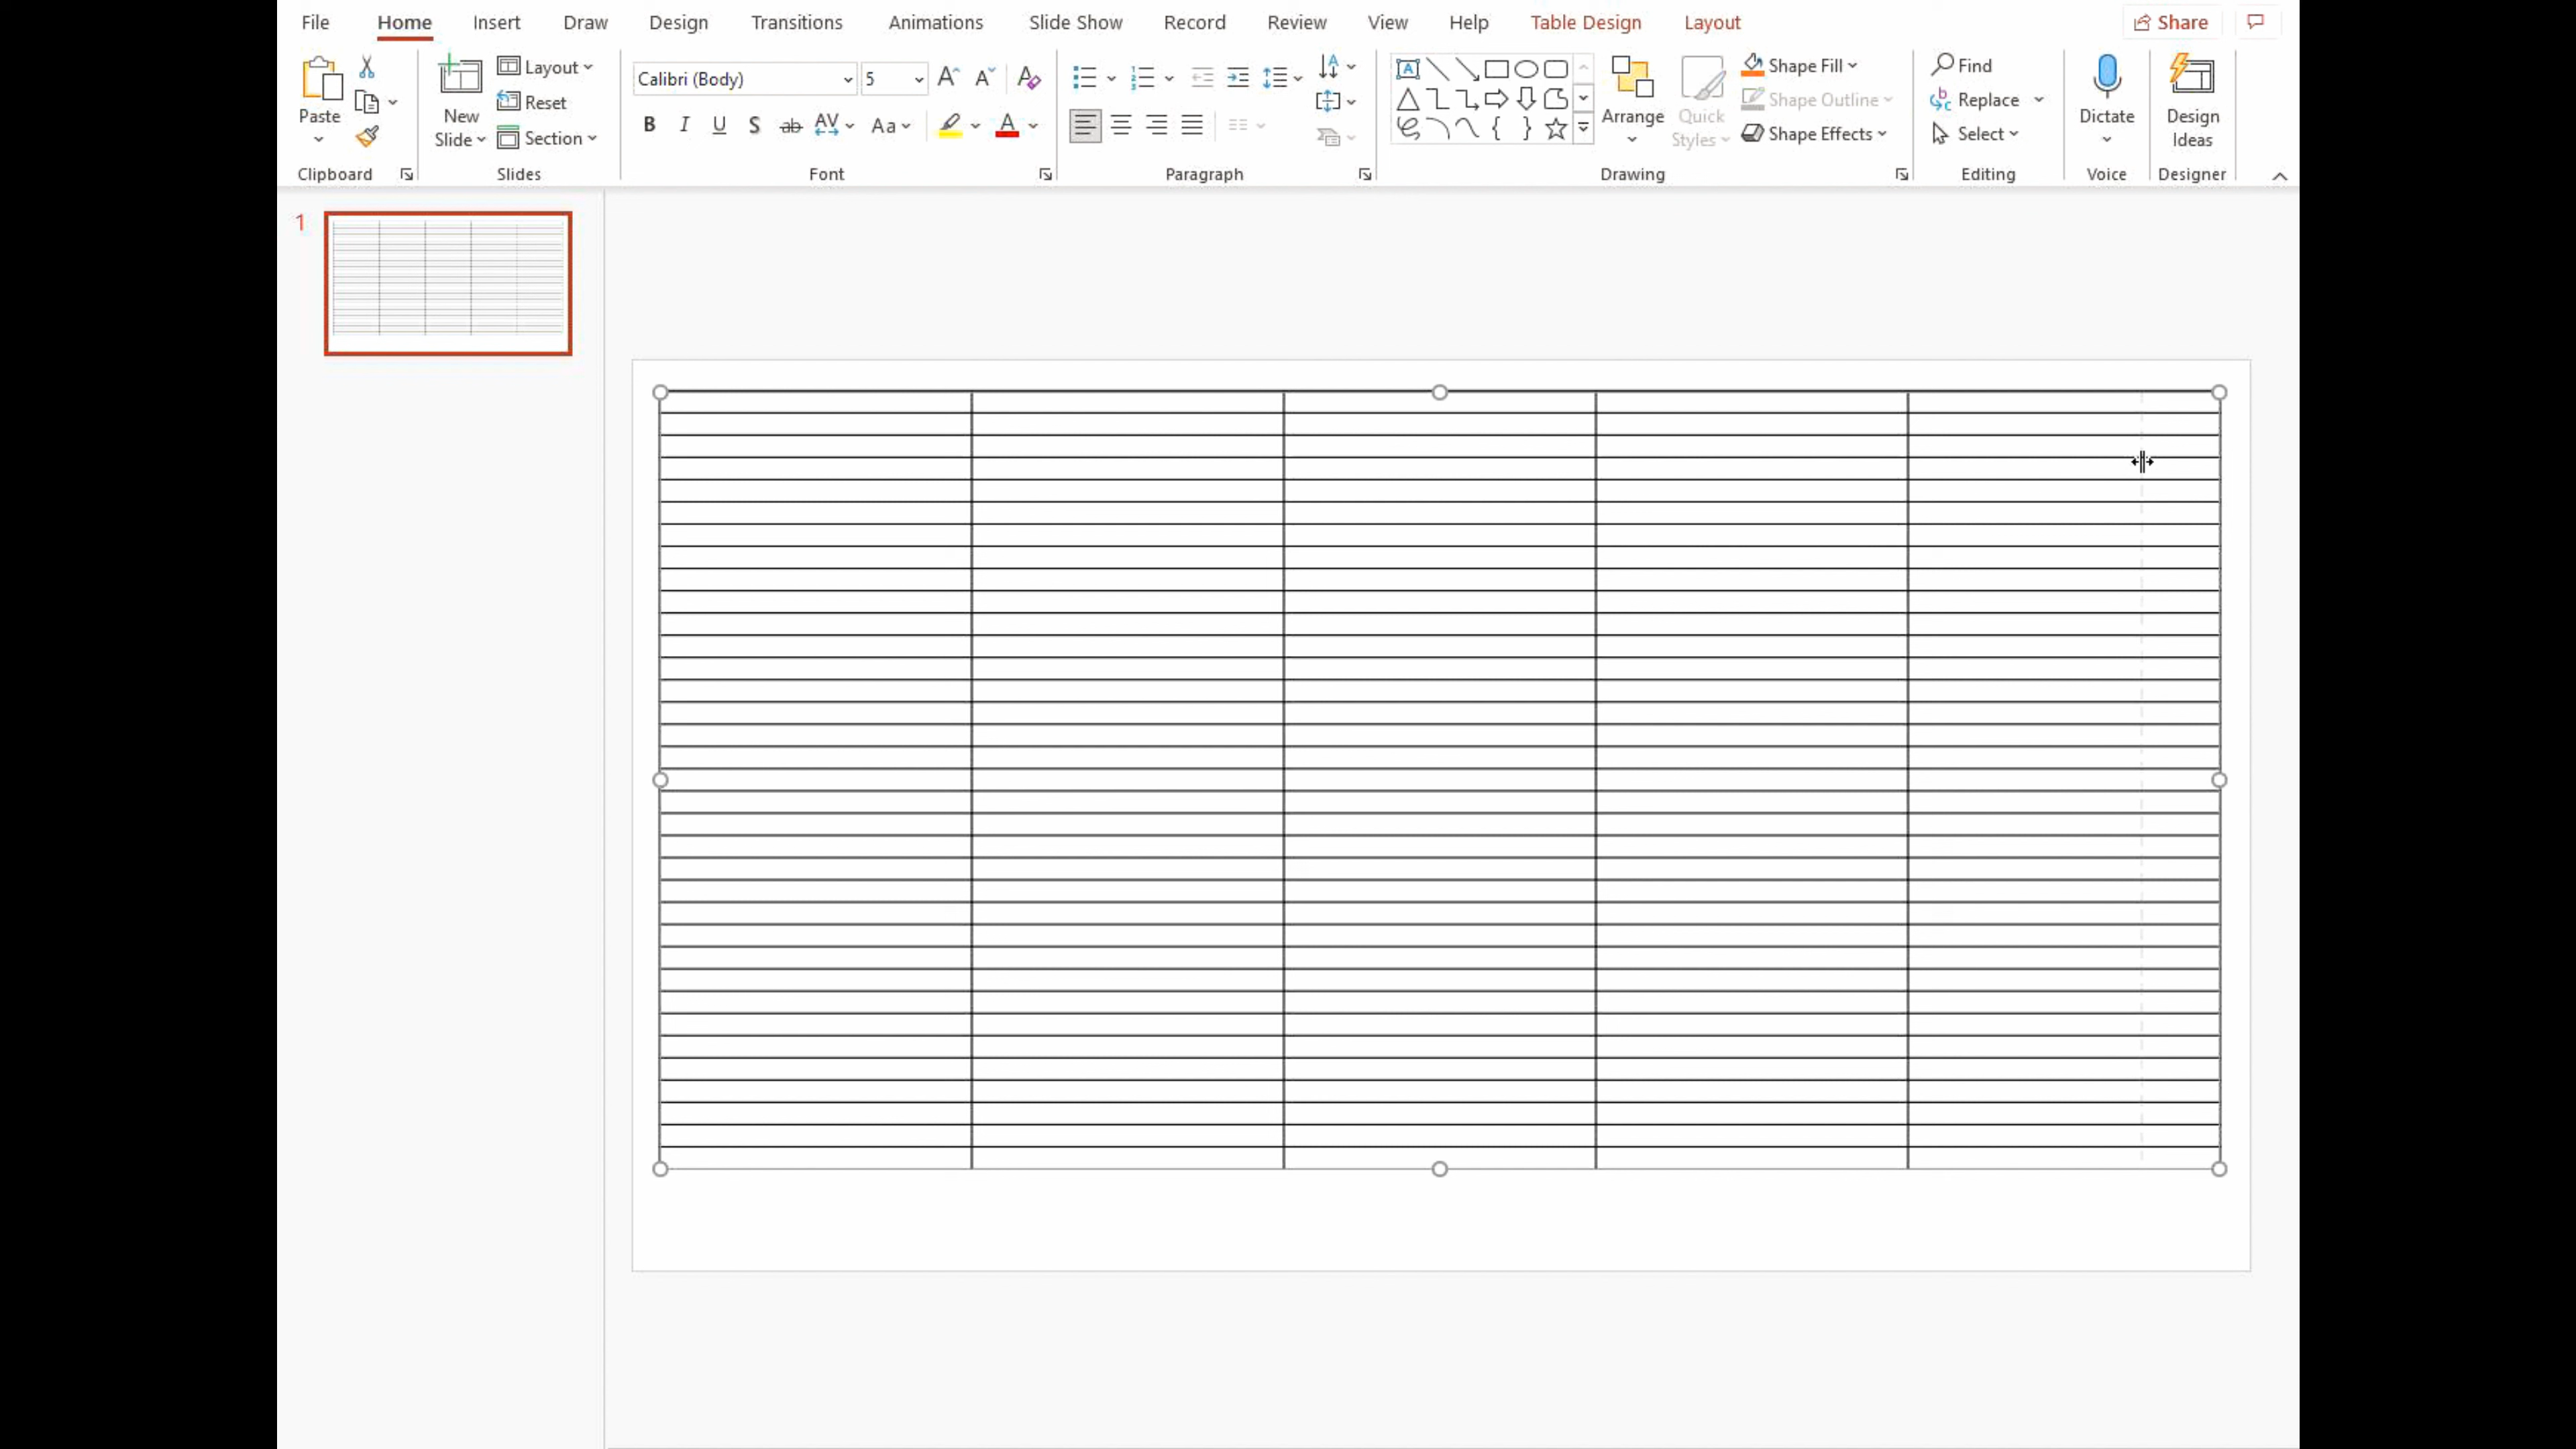 File Home Insert Draw Design Transitions Animations Slide Show Record Review View Help Table Design Layout Share
Paste
Clipboard
New Slide
Layout
Reset
Section
Slides
Calibri (Body) 5
B I U S ab AV Aa A
Font
Paragraph
Arrange
Quick Styles
Shape Fill
Shape Outline
Shape Effects
Drawing
Find
Replace
Select
Editing
Dictate
Voice
Design Ideas
Designer
1